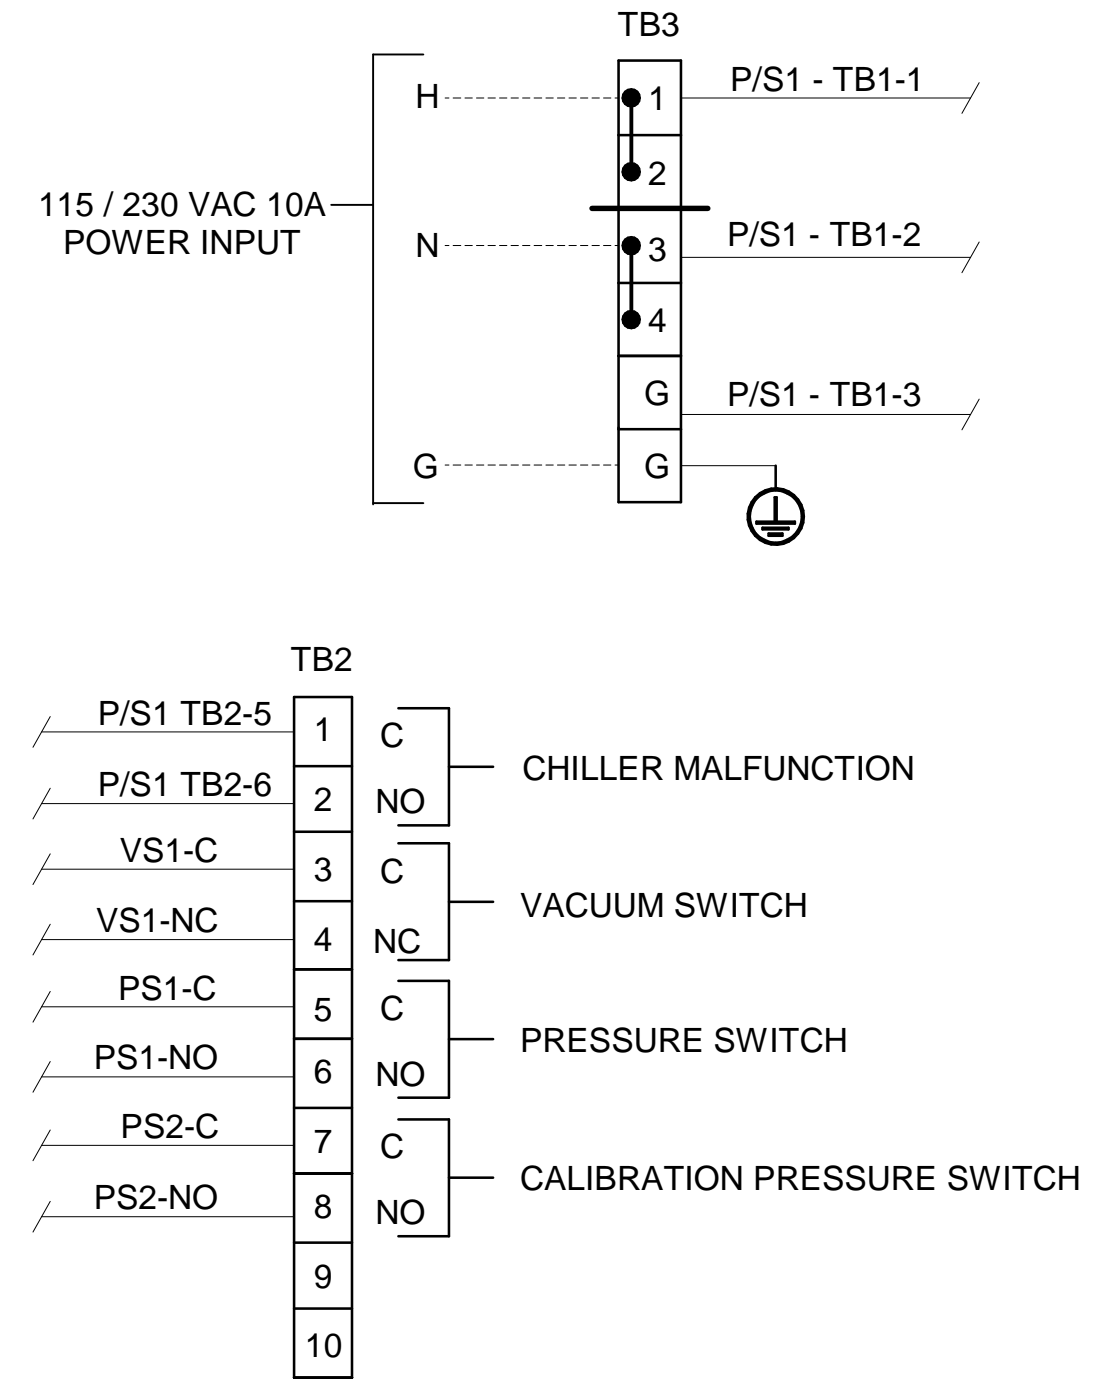 TB3
H
1
P/S1 - TB1-1
2
115 / 230 VAC 10A
POWER INPUT
N
3
P/S1 - TB1-2
4
G
P/S1 - TB1-3
G
G
TB2
P/S1 TB2-5
1
C
CHILLER MALFUNCTION
P/S1 TB2-6
2
NO
VS1-C
3
C
VACUUM SWITCH
VS1-NC
4
NC
PS1-C
5
C
PRESSURE SWITCH
PS1-NO
6
NO
PS2-C
7
C
CALIBRATION PRESSURE SWITCH
PS2-NO
8
NO
9
10